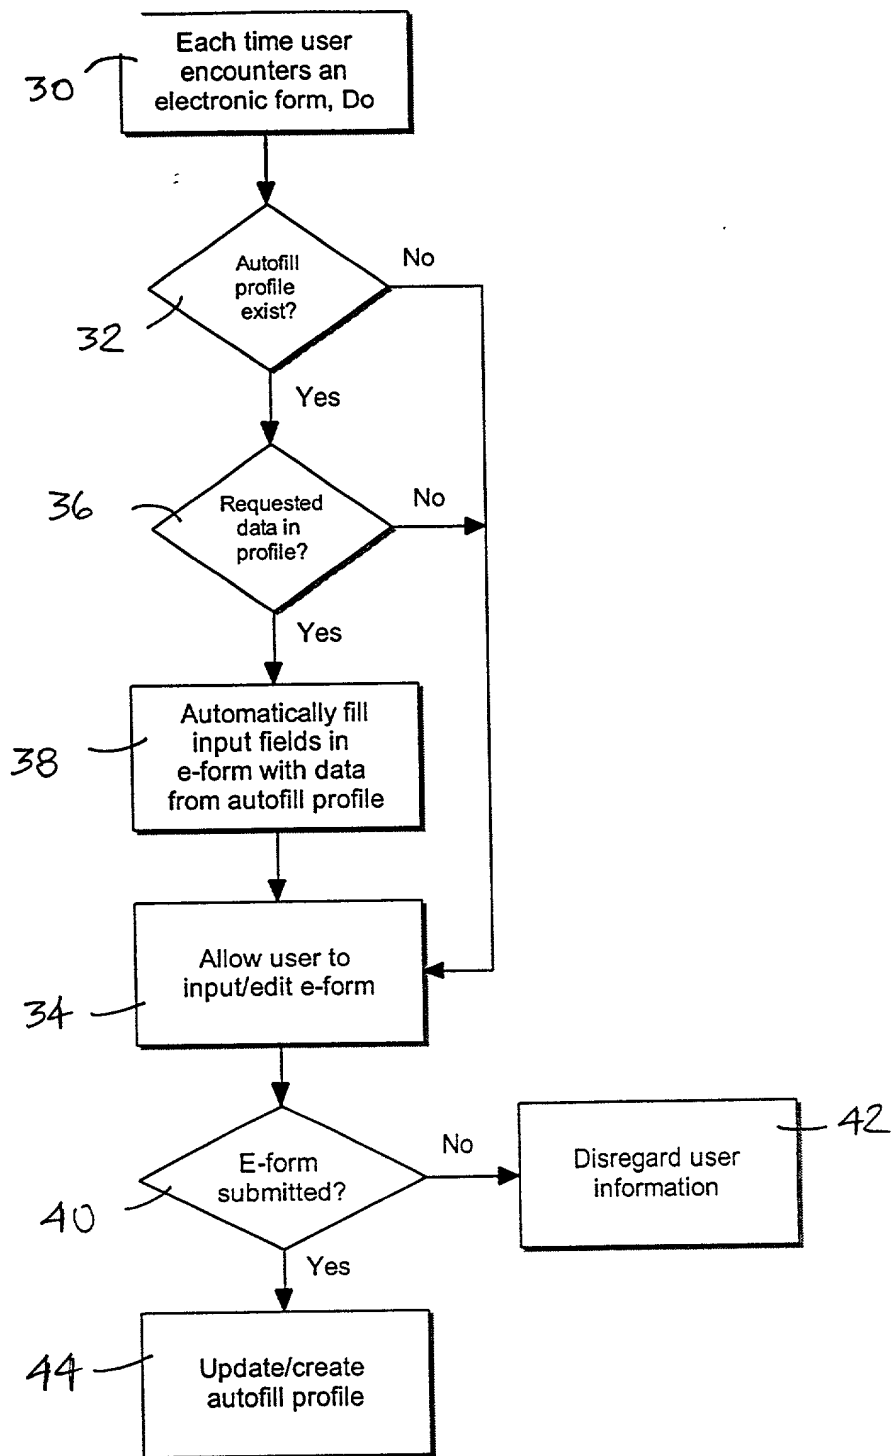 Each time user
encounters an
electronic form, Do
30
Autofill
profile
exist?
No
32
Yes
Requested
data in
profile?
No
36
Yes
Automatically fill
input fields in
e-form with data
from autofill profile
38
Allow user to
input/edit e-form
34
E-form
submitted?
No
40
Disregard user
information
42
Yes
Update/create
autofill profile
44